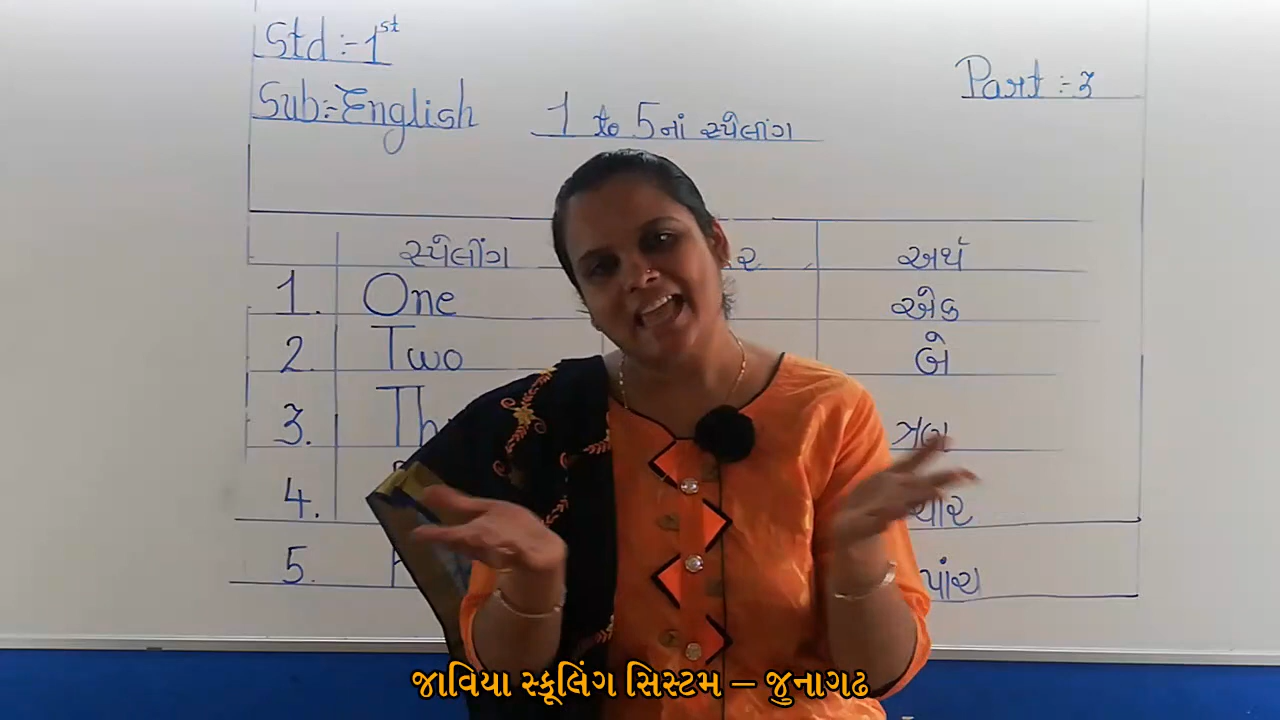 Std :- 1st
Part :- 3
Sub:- English
1 to 5નાં સ્પેલીંગ
સ્પેલીંગ અર્થ
1. One એક
2. Two બે
3. ત્રણ
4. ચાર
5. પાંચ
જાવિયા સ્કૂલિંગ સિસ્ટમ – જુનાગઢ